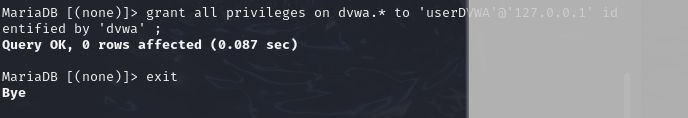 MariaDB [(none)]> grant all privileges on dvwa.* to 'userDVWA'@'127.0.0.1' id
entified by 'dvwa' ;
Query OK, 0 rows affected (0.087 sec)
MariaDB [(none)]> exit
Bye